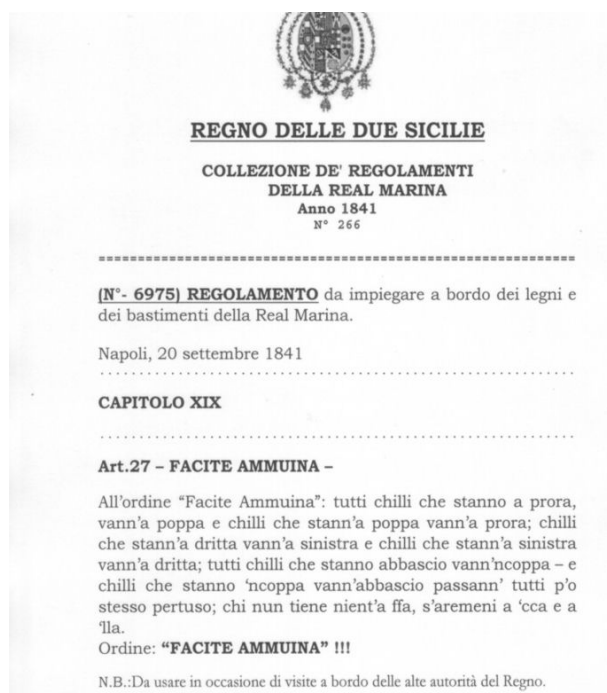 REGNO DELLE DUE SICILIE
COLLEZIONE DE' REGOLAMENTI
DELLA REAL MARINA
Anno 1841
N° 266
================================================================
(N°- 6975) REGOLAMENTO da impiegare a bordo dei legni e
dei bastimenti della Real Marina.
Napoli, 20 settembre 1841
CAPITOLO XIX
Art.27 – FACITE AMMUINA –
All'ordine “Facite Ammuina”: tutti chilli che stanno a prora,
vann'a poppa e chilli che stann'a poppa vann'a prora; chilli
che stann'a dritta vann'a sinistra e chilli che stann'a sinistra
vann'a dritta; tutti chilli che stanno abbascio vann'ncoppa – e
chilli che stanno ‘ncoppa vann'abbascio passann' tutti p'o
stesso pertuso; chi nun tiene nient'a ffa, s'aremeni a ‘cca e a
‘lla.
Ordine: “FACITE AMMUINA” !!!
N.B.:Da usare in occasione di visite a bordo delle alte autorità del Regno.